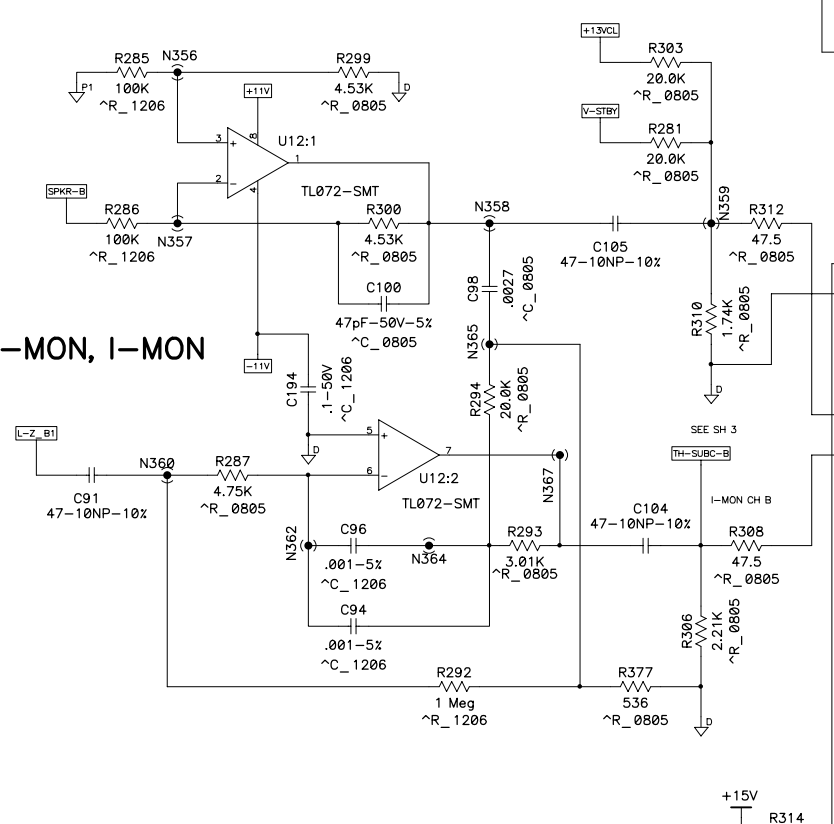 +13VCL
R303
20.0K
^R_0805
V-STBY
R281
20.0K
^R_0805
R285
100K
^R_1206
N356
P1
R299
4.53K
^R_0805
D
+11V
3
+
8
U12:1
1
2
-
4
TL072-SMT
SPKR-B
R286
100K
^R_1206
N357
R300
4.53K
^R_0805
N358
C105
47-10NP-10%
N359
R312
47.5
^R_0805
C100
47pF-50V-5%
^C_0805
C98
.0027
^C_0805
R310
1.74K
^R_0805
D
-MON, I-MON
-11V
C194
.1-50V
^C_1206
D
N365
R294
20.0K
^R_0805
SEE SH 3
TH-SUBC-B
L-Z_B1
C91
47-10NP-10%
N360
R287
4.75K
^R_0805
5
+
6
-
7
U12:2
TL072-SMT
N367
I-MON CH B
C104
47-10NP-10%
R308
47.5
^R_0805
N362
C96
.001-5%
^C_1206
N364
R293
3.01K
^R_0805
C94
.001-5%
^C_1206
R306
2.21K
^R_0805
R292
1 Meg
^R_1206
R377
536
^R_0805
D
+15V
R314